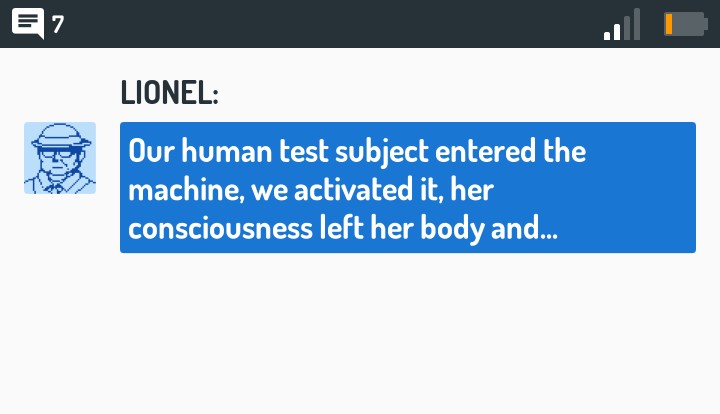 7
LIONEL:
Our human test subject entered the
machine, we activated it, her
consciousness left her body and...